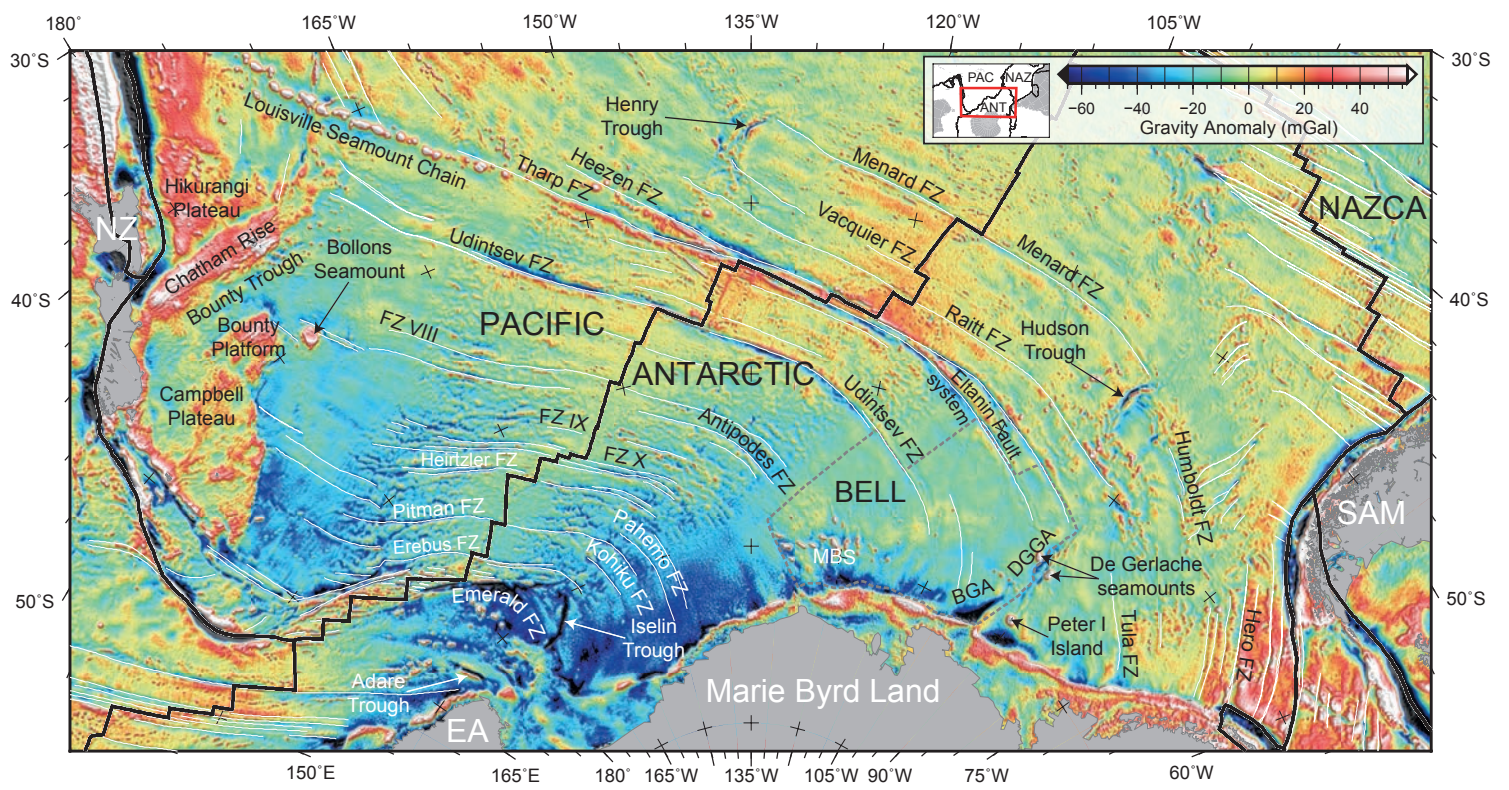 180°
165°W
150°W
135°W
120°W
105°W
30°S
30°S
PAC
NAZ
ANT
-60
-40
-20
0
20
40
Gravity Anomaly (mGal)
Louisville Seamount Chain
Henry
Trough
Hikurangi
Plateau
NZ
Tharp FZ
Heezen FZ
Menard FZ
Vacquier FZ
NAZCA
Chatham Rise
Bounty Trough
Bollons
Seamount
Udintsev FZ
Menard FZ
40°S
40°S
Bounty
Platform
FZ VIII
PACIFIC
Raitt FZ
Hudson
Trough
ANTARCTIC
Campbell
Plateau
Udintsev FZ
Eltanin Fault
system
FZ IX
Antipodes FZ
Heirtzler FZ
FZ X
Humboldt FZ
BELL
SAM
Pitman FZ
Pahemo FZ
Erebus FZ
Kohiku FZ
MBS
DGGA
De Gerlache
seamounts
BGA
50°S
50°S
Emerald FZ
Iselin
Trough
Peter I
Island
Tula FZ
Hero FZ
Adare
Trough
Marie Byrd Land
EA
150°E
165°E
180°
165°W
150°W
135°W
120°W
105°W
90°W
75°W
60°W